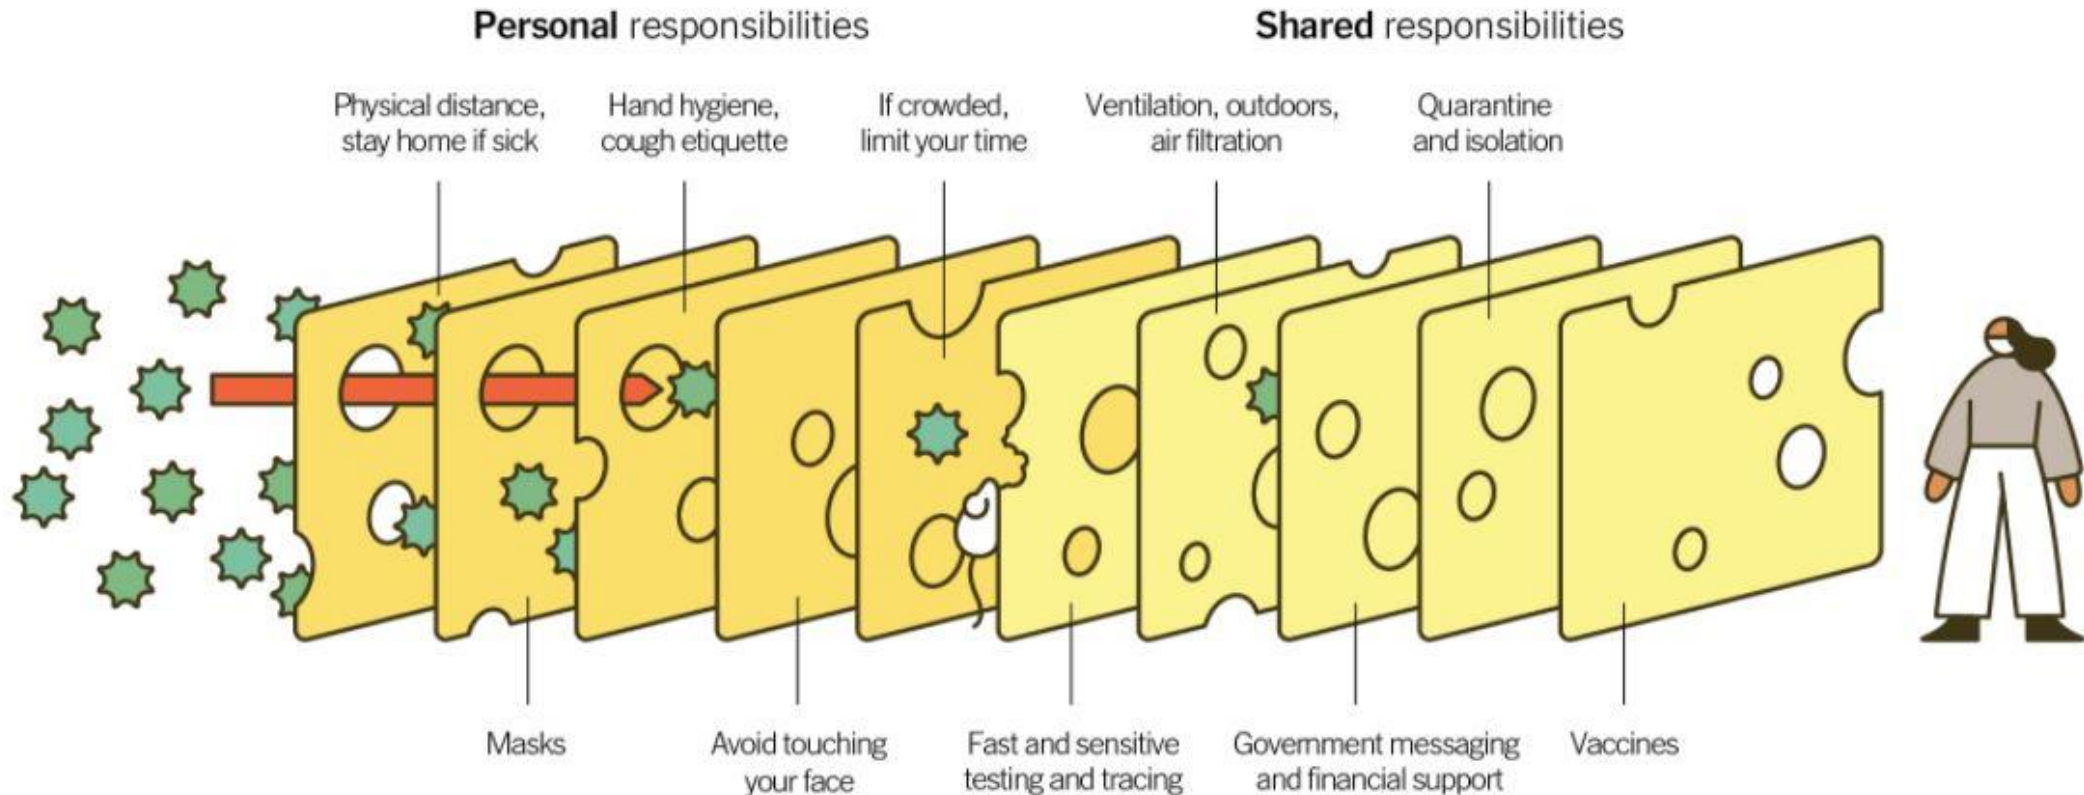 Personal responsibilities
Shared responsibilities
Physical distance,
stay home if sick
Hand hygiene,
cough etiquette
If crowded,
limit your time
Ventilation, outdoors,
air filtration
Quarantine
and isolation
Masks
Avoid touching
your face
Fast and sensitive
testing and tracing
Government messaging
and financial support
Vaccines